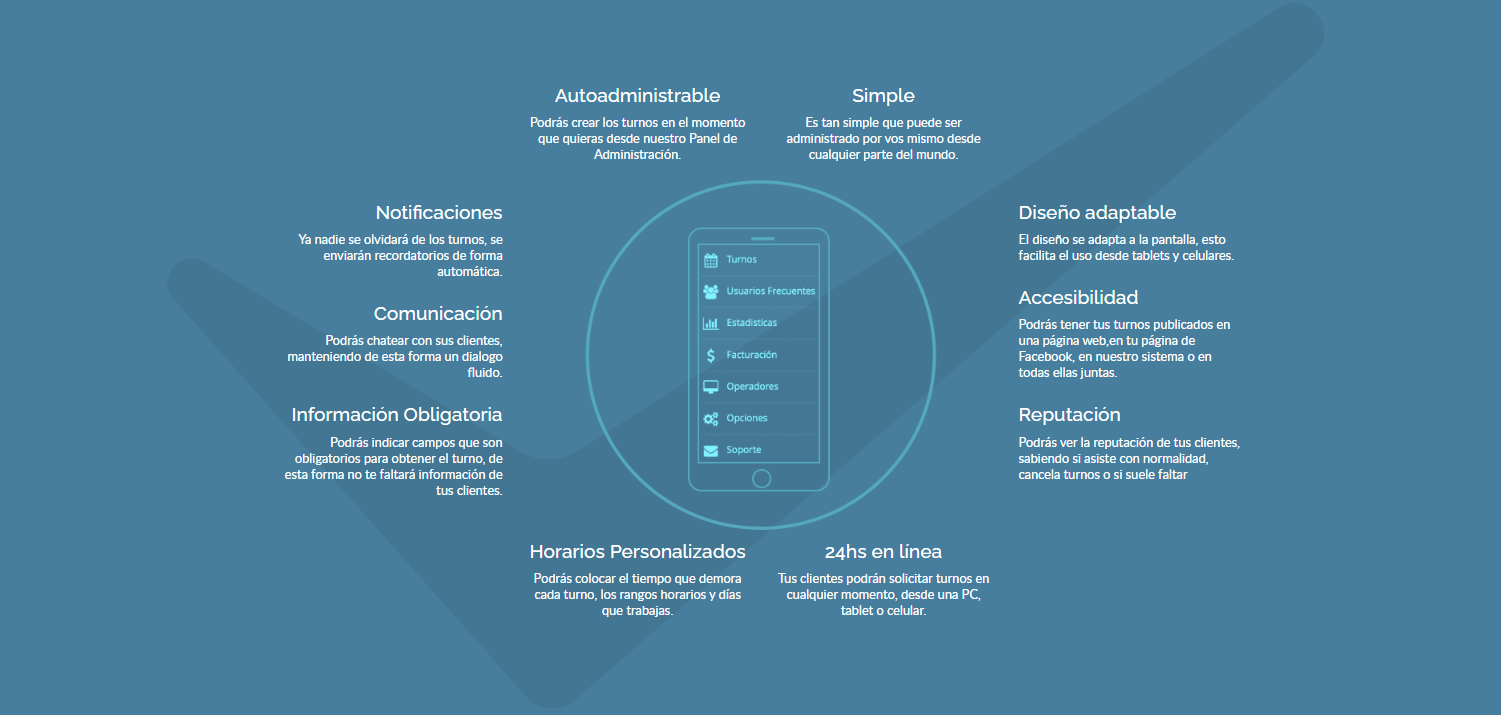 Autoadministrable
Podrás crear los turnos en el momento
que quieras desde nuestro Panel de
Administración.
Simple
Es tan simple que puede ser
administrado por vos mismo desde
cualquier parte del mundo.
Notificaciones
Ya nadie se olvidará de los turnos, se
enviarán recordatorios de forma
automática.
Comunicación
Podrás chatear con sus clientes,
manteniendo de esta forma un dialogo
fluido.
Información Obligatoria
Podrás indicar campos que son
obligatorios para obtener el turno, de
esta forma no te faltará información de
tus clientes.
Turnos
Usuarios Frecuentes
Estadisticas
Facturación
Operadores
Opciones
Soporte
Diseño adaptable
El diseño se adapta a la pantalla, esto
facilita el uso desde tablets y celulares.
Accesibilidad
Podrás tener tus turnos publicados en
una página web,en tu página de
Facebook, en nuestro sistema o en
todas ellas juntas.
Reputación
Podrás ver la reputación de tus clientes,
sabiendo si asiste con normalidad,
cancela turnos o si suele faltar
Horarios Personalizados
Podrás colocar el tiempo que demora
cada turno, los rangos horarios y días
que trabajas.
24hs en línea
Tus clientes podrán solicitar turnos en
cualquier momento, desde una PC,
tablet o celular.